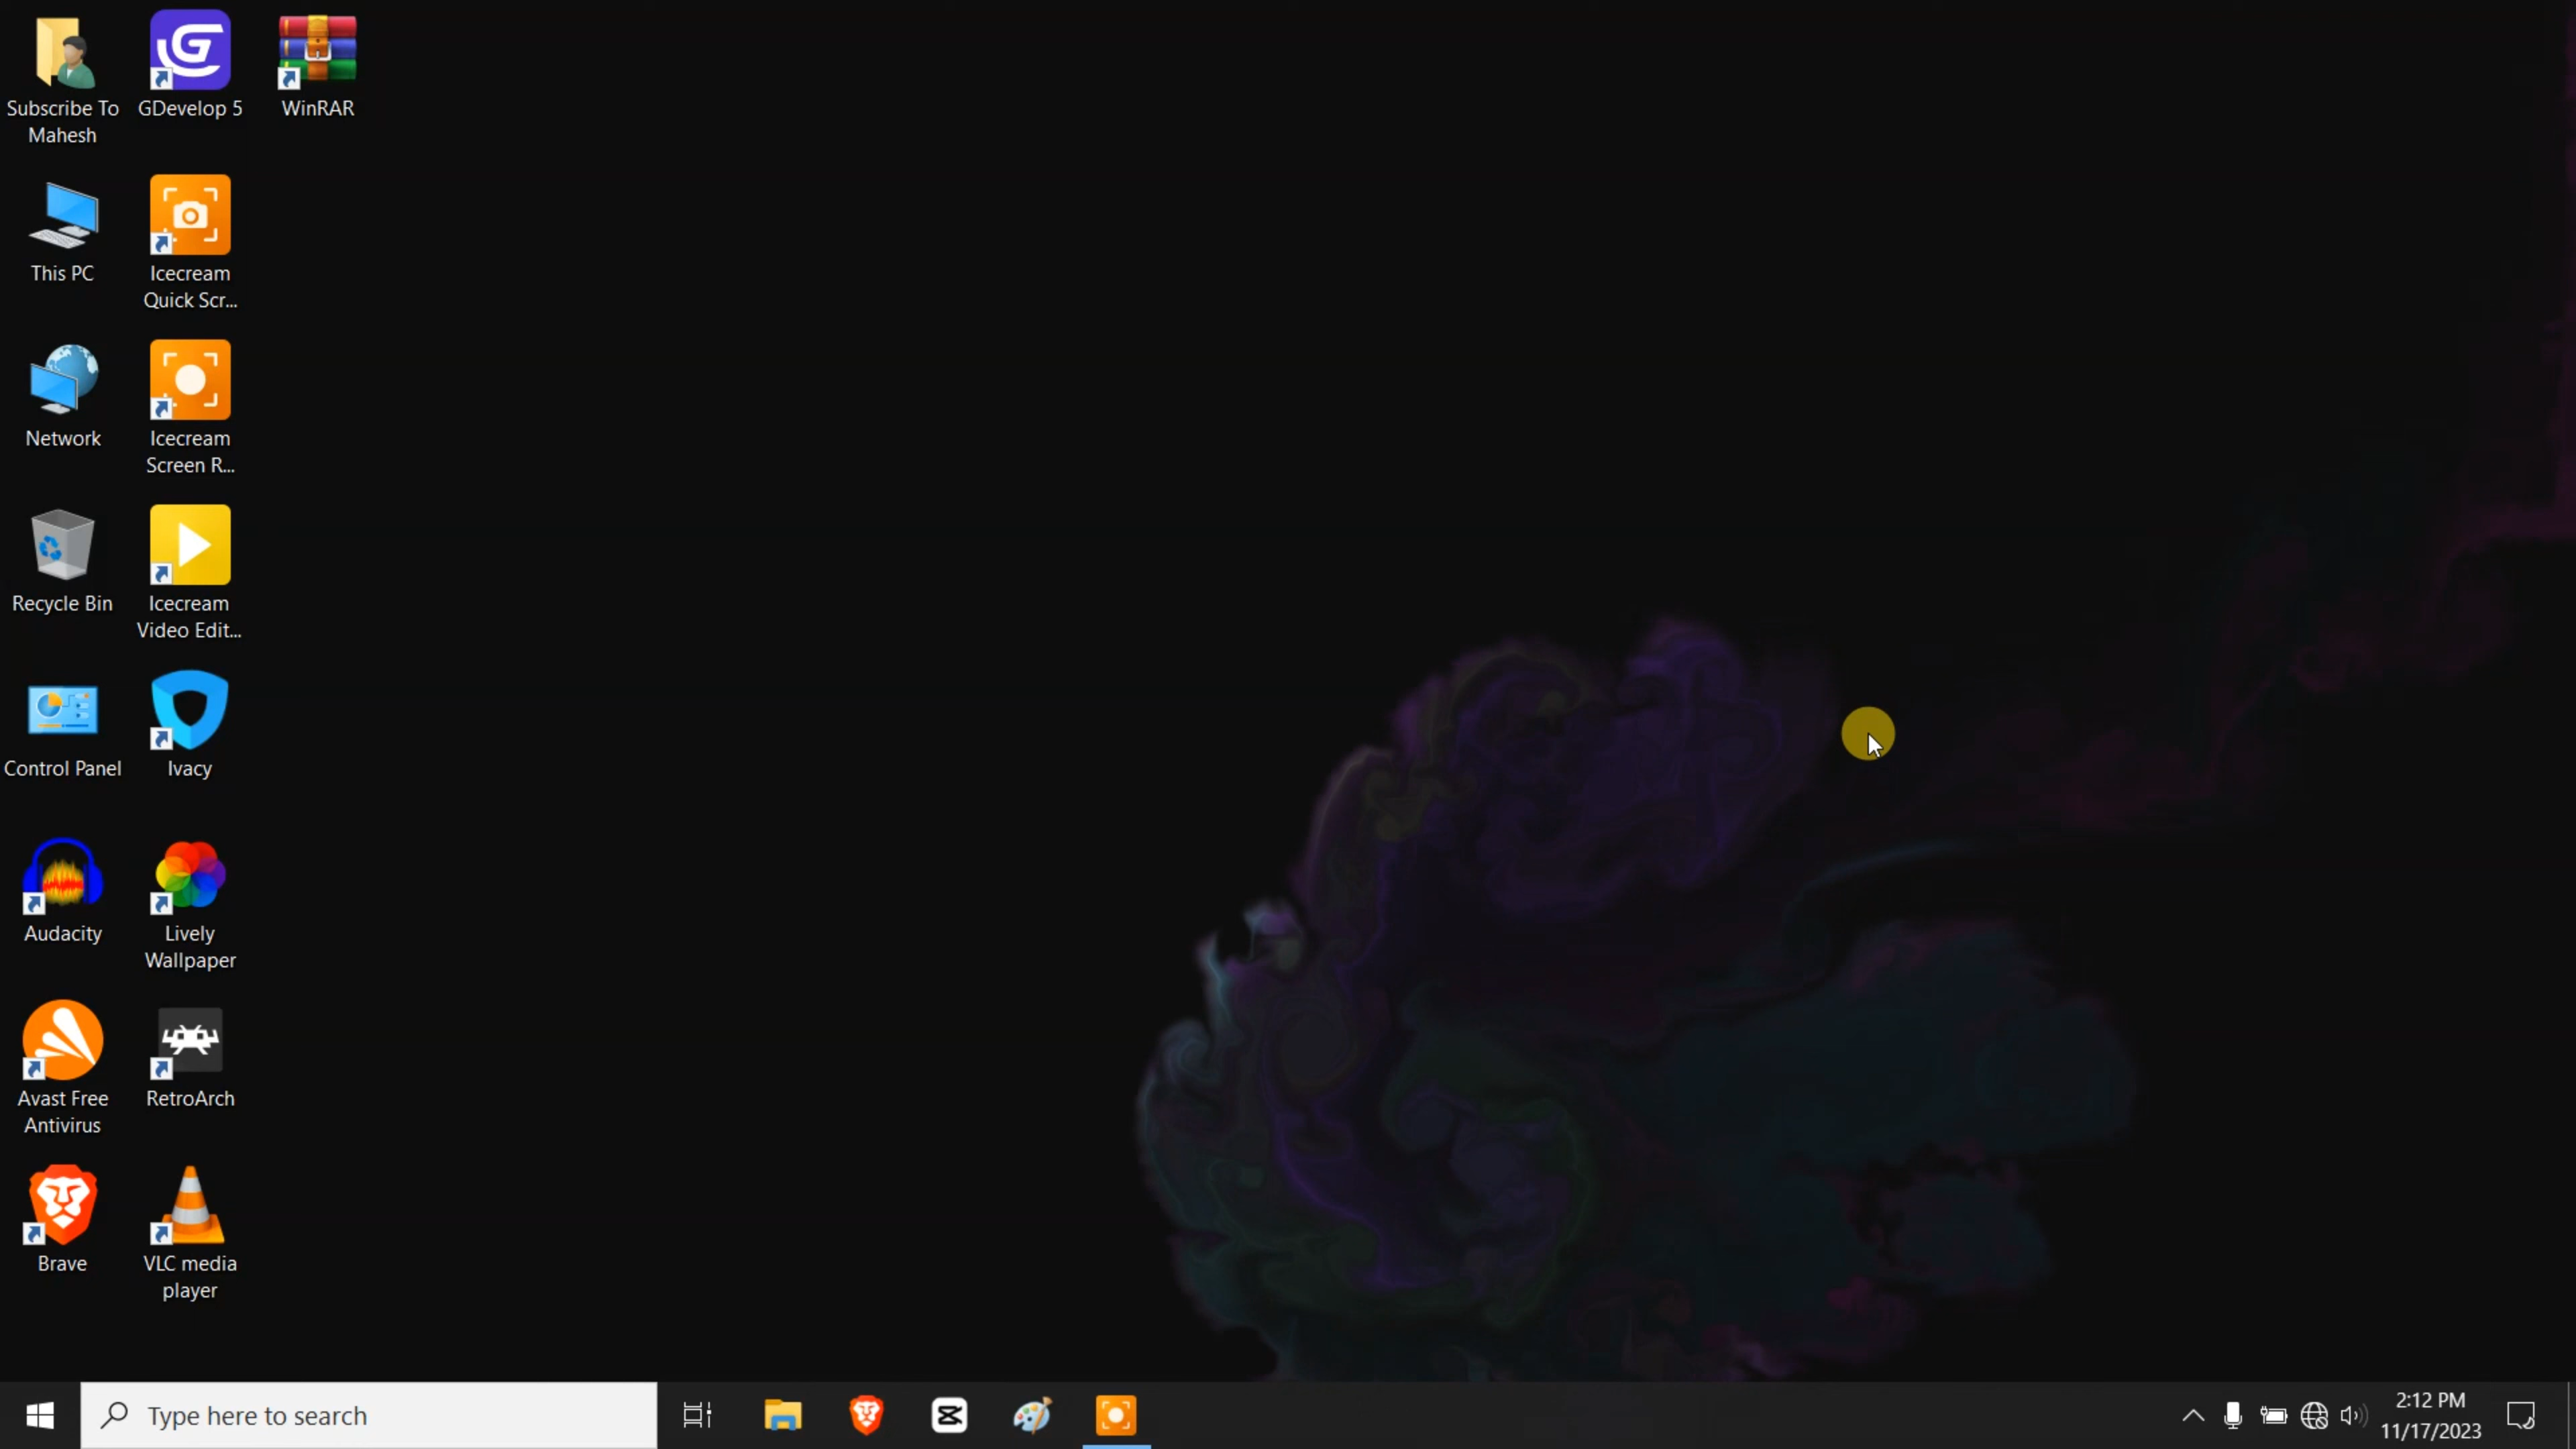 Subscribe To
Mahesh
GDevelop 5
WinRAR
This PC
Icecream
Quick Scr...
Network
Icecream
Screen R...
Recycle Bin
Icecream
Video Edit...
Control Panel
Ivacy
Audacity
Lively
Wallpaper
Avast Free
Antivirus
RetroArch
Brave
VLC media
player
Type here to search
2:12 PM
11/17/2023